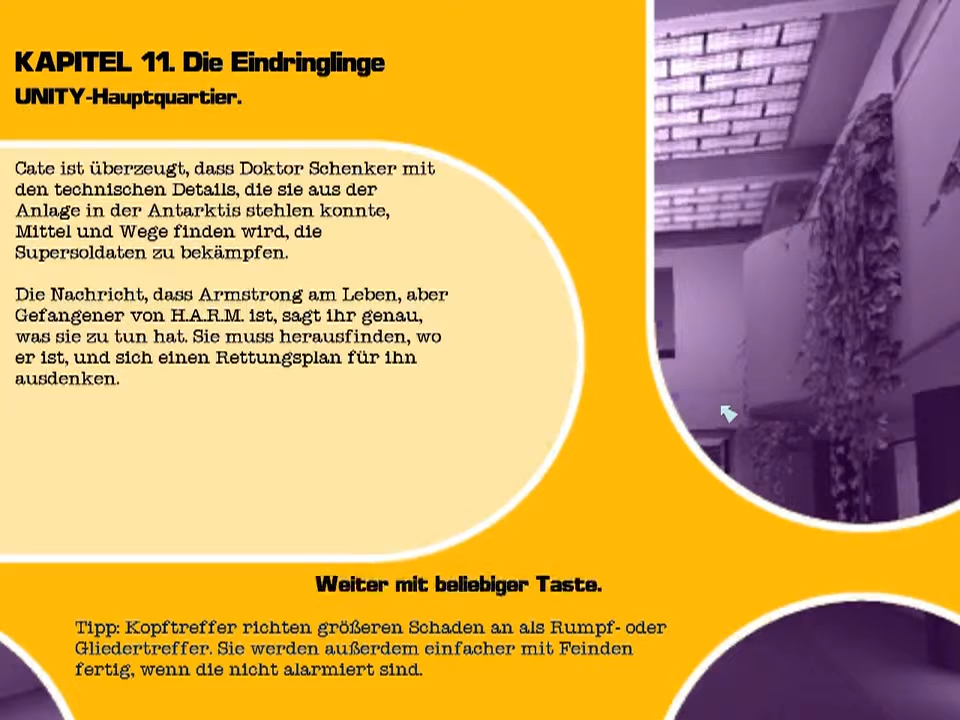 KAPITEL 11. Die Eindringlinge
UNITY-Hauptquartier.
Cate ist überzeugt, dass Doktor Schenker mit
den technischen Details, die sie aus der
Anlage in der Antarktis stehlen konnte,
Mittel und Wege finden wird, die
Supersoldaten zu bekämpfen.
Die Nachricht, dass Armstrong am Leben, aber
Gefangener von H.A.R.M. ist, sagt ihr genau,
was sie zu tun hat. Sie muss herausfinden, wo
er ist, und sich einen Rettungsplan für ihn
ausdenken.
Weiter mit beliebiger Taste.
Tipp: Kopftreffer richten größeren Schaden an als Rumpf- oder
Gliedertreffer. Sie werden außerdem einfacher mit Feinden
fertig, wenn die nicht alarmiert sind.